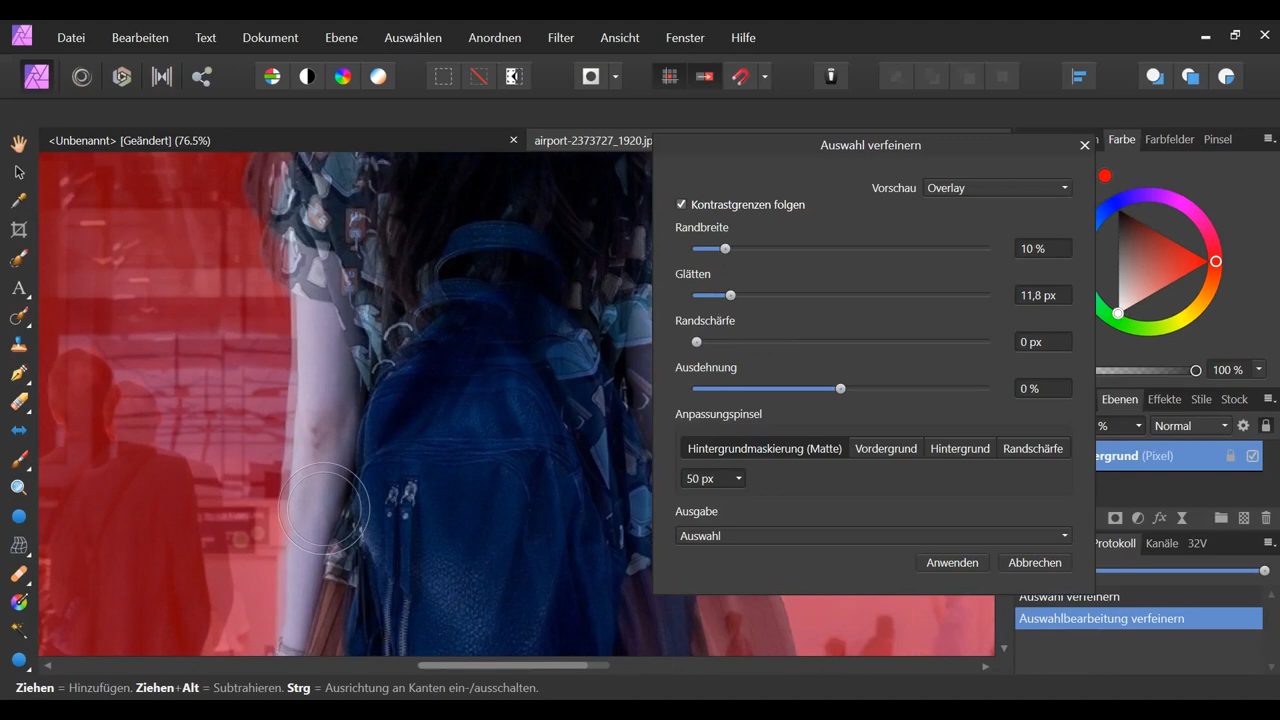 Datei Bearbeiten Text Dokument Ebene Auswählen Anordnen Filter Ansicht Fenster Hilfe
<Unbenannt> [Geändert] (76.5%)
airport-2373727_1920.jp
Auswahl verfeinern
Farbe Farbfelder Pinsel
Vorschau Overlay
Kontrastgrenzen folgen
Randbreite
10 %
Glätten
11,8 px
Randschärfe
0 px
Ausdehnung
0 %
100 %
Anpassungspinsel
Ebenen Effekte Stile Stock
% Normal
Hintergrundmaskierung (Matte) Vordergrund Hintergrund Randschärfe
ergrund (Pixel)
50 px
Ausgabe
Auswahl
Protokoll Kanäle 32V
Anwenden Abbrechen
Auswahl verfeinern
Auswahlbearbeitung verfeinern
Ziehen = Hinzufügen. Ziehen+Alt = Subtrahieren. Strg = Ausrichtung an Kanten ein-/ausschalten.